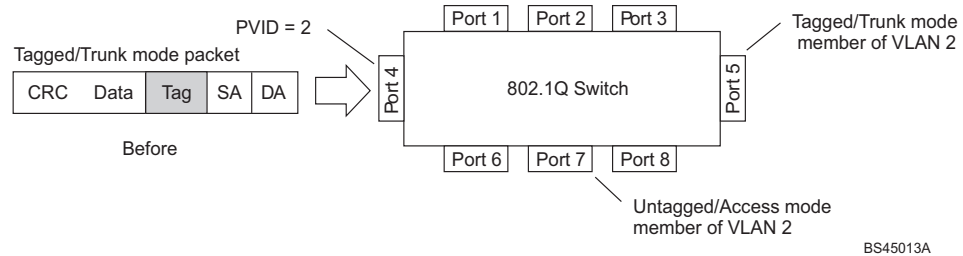 PVID = 2
Port 1
Port 2
Port 3
Tagged/Trunk mode
member of VLAN 2
Tagged/Trunk mode packet
CRC Data Tag SA DA
Port 4
802.1Q Switch
Port 5
Before
Port 6
Port 7
Port 8
Untagged/Access mode
member of VLAN 2
BS45013A